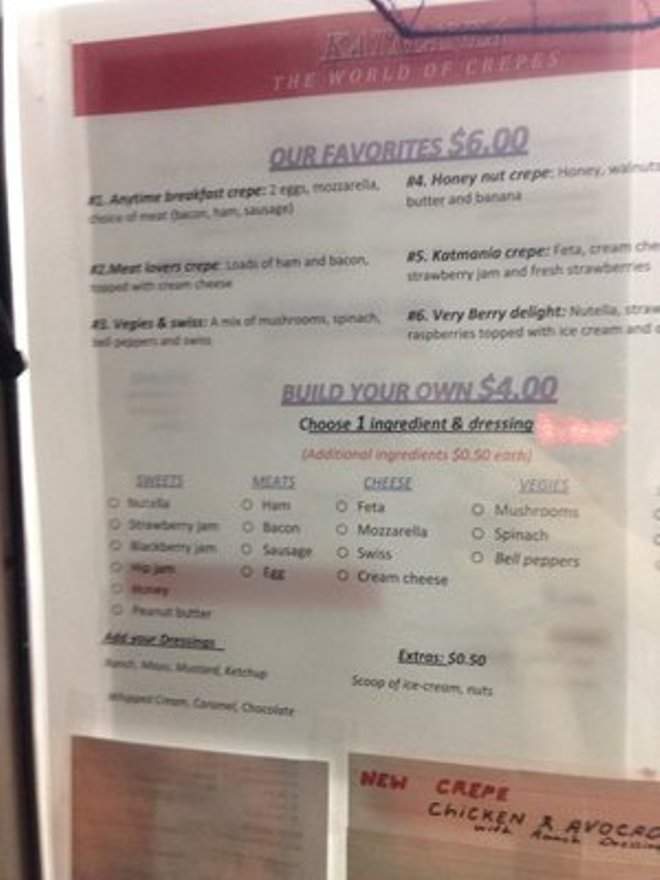 THE WORLD OF CREPES
OUR FAVORITES $6.00
#1. Anytime breakfast crepe: 2 eggs, mozzarella,
choice of meat (bacon, ham, sausage)
#4. Honey nut crepe: Honey, walnuts
butter and banana
#2.Meat lovers crepe: Loads of ham and bacon,
topped with cream cheese
#5. Katmania crepe: Feta, cream che
strawberry jam and fresh strawberries
#3. Vegies & swiss: A mix of mushrooms, spinach,
bell peppers and swiss
#6. Very Berry delight: Nutella, straw
raspberries topped with ice cream and
BUILD YOUR OWN $4.00
Choose 1 ingredient & dressing
(Additional ingredients $0.50 each)
SWEETS
Nutella
Strawberry jam
Blackberry jam
Hip jam
Honey
Peanut butter
MEATS
Ham
Bacon
Sausage
Egg
CHEESE
Feta
Mozzarella
Swiss
Cream cheese
VEGIES
Mushrooms
Spinach
Bell peppers
Add your Dressings
Ranch, Mayo, Mustard, Ketchup
Whipped Cream, Caramel, Chocolate
Extras: $0.50
Scoop of ice-cream, nuts
NEW CREPE
CHICKEN & AVOCAD
with Ranch Dressin